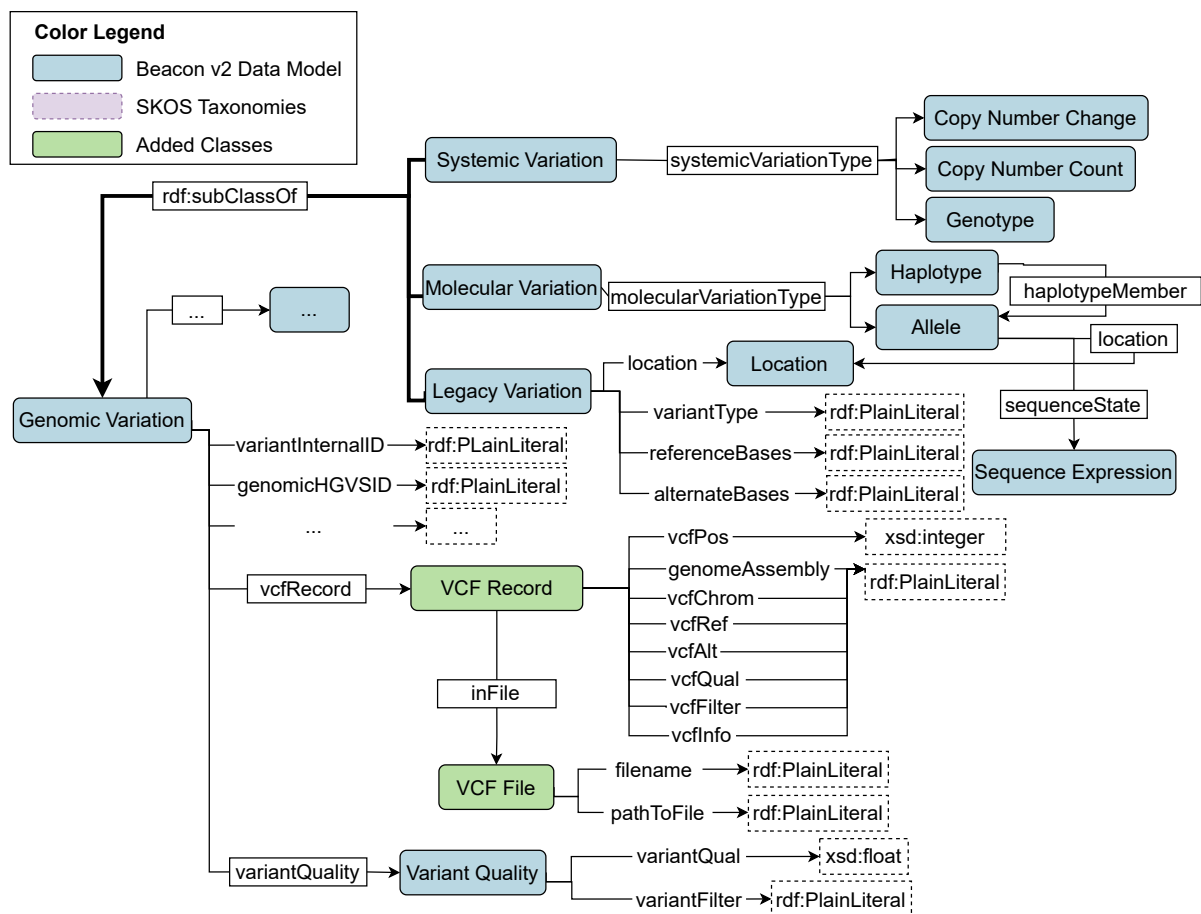 Color Legend
Beacon v2 Data Model
SKOS Taxonomies
Added Classes
rdf:subClassOf
Systemic Variation
systemicVariationType
Copy Number Change
Copy Number Count
Genotype
Molecular Variation
molecularVariationType
Haplotype
haplotypeMember
Allele
location
sequenceState
Sequence Expression
...
...
Legacy Variation
location
Location
variantType
rdf:PlainLiteral
referenceBases
rdf:PlainLiteral
alternateBases
rdf:PlainLiteral
Genomic Variation
variantInternalID
rdf:PLainLiteral
genomicHGVSID
rdf:PlainLiteral
...
...
vcfRecord
VCF Record
vcfPos
xsd:integer
genomeAssembly
rdf:PlainLiteral
vcfChrom
vcfRef
vcfAlt
vcfQual
vcfFilter
vcfInfo
inFile
VCF File
filename
rdf:PlainLiteral
pathToFile
rdf:PlainLiteral
variantQuality
Variant Quality
variantQual
xsd:float
variantFilter
rdf:PlainLiteral